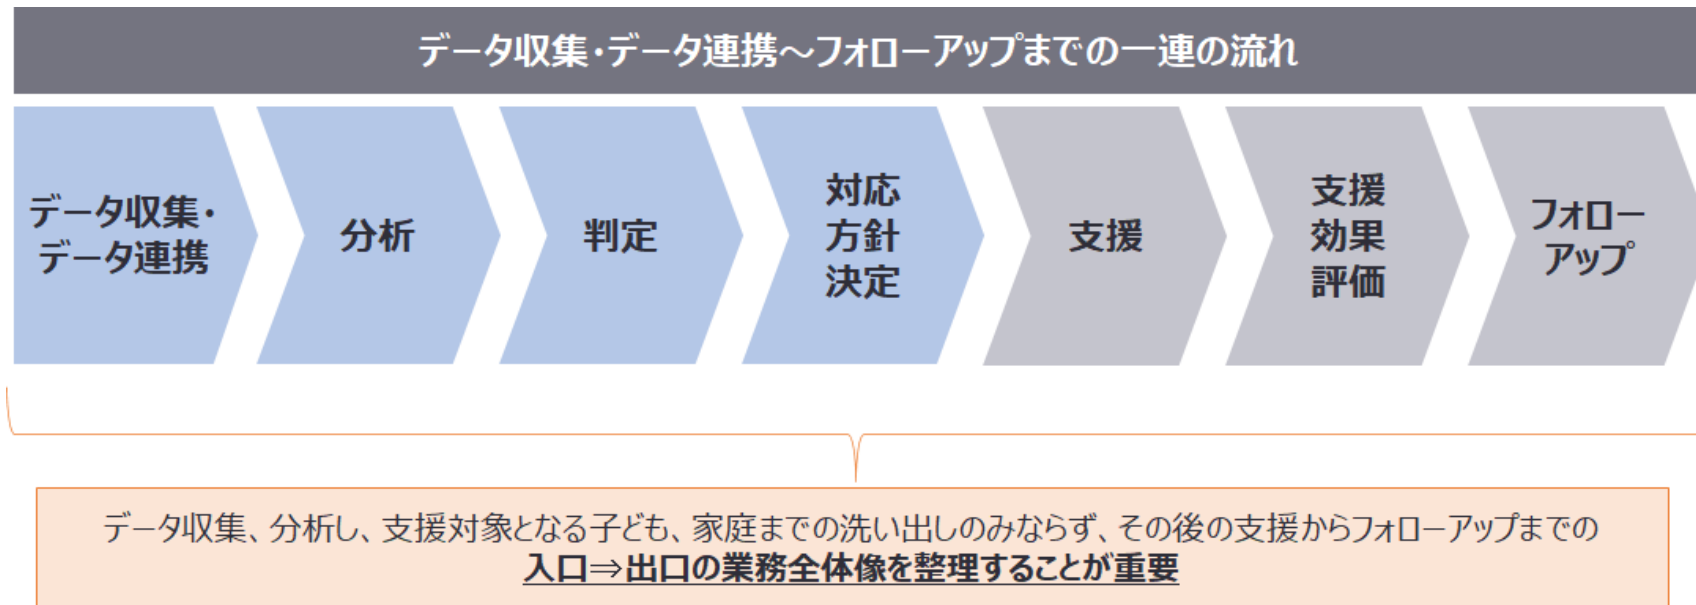 データ収集・データ連携～フォローアップまでの一連の流れ
データ収集・
データ連携
分析
判定
対応
方針
決定
支援
支援
効果
評価
フォロー
アップ
データ収集、分析し、支援対象となる子ども、家庭までの洗い出しのみならず、その後の支援からフォローアップまでの
入口⇒出口の業務全体像を整理することが重要